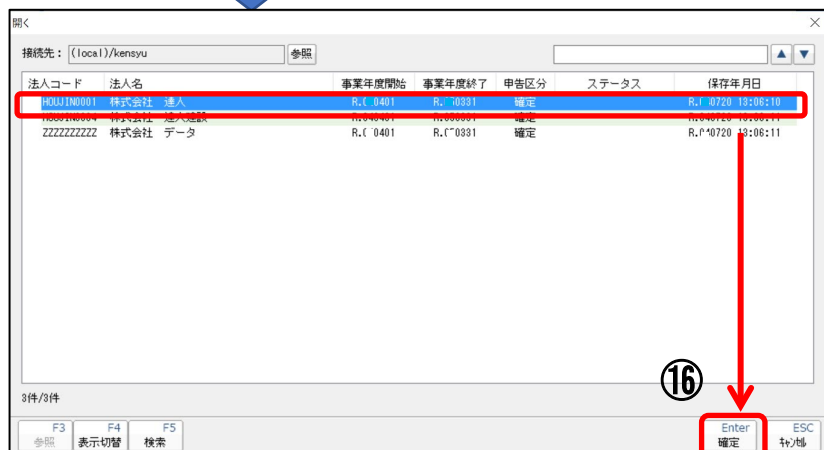 開く
接続先： (local)/kensyu 参照
法人コード 法人名 事業年度開始 事業年度終了 申告区分 ステータス 保存年月日
HOUJIN0001 株式会社 達人 確定 13:06:10
ZZZZZZZZZZ 株式会社 データ 確定 13:06:11
3件/3件
⑯
F3 F4 F5 Enter ESC
参照 表示切替 検索 確定 ｷｬﾝｾﾙ